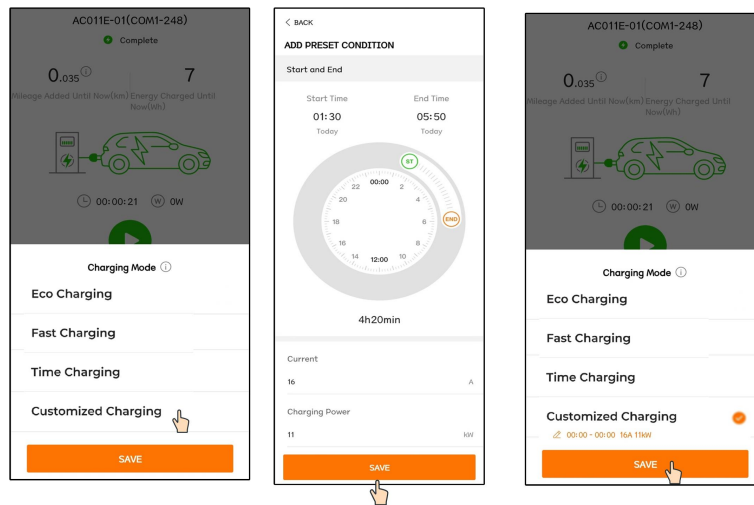 AC011E-01(COM1-248)
Complete
0.035 7
Mileage Added Until Now(km) Energy Charged Until
Now(Wh)
00:00:21 W 0W
Charging Mode
Eco Charging
Fast Charging
Time Charging
Customized Charging
SAVE
< BACK
ADD PRESET CONDITION
Start and End
Start Time End Time
01:30 05:50
Today Today
ST
END
00:00
2
4
6
8
10
12:00
14
16
18
20
22
4h20min
Current
16 A
Charging Power
11 kW
SAVE
AC011E-01(COM1-248)
Complete
0.035 7
Mileage Added Until Now(km) Energy Charged Until
Now(Wh)
00:00:21 W 0W
Charging Mode
Eco Charging
Fast Charging
Time Charging
Customized Charging
00:00 - 00:00 16A 11kW
SAVE